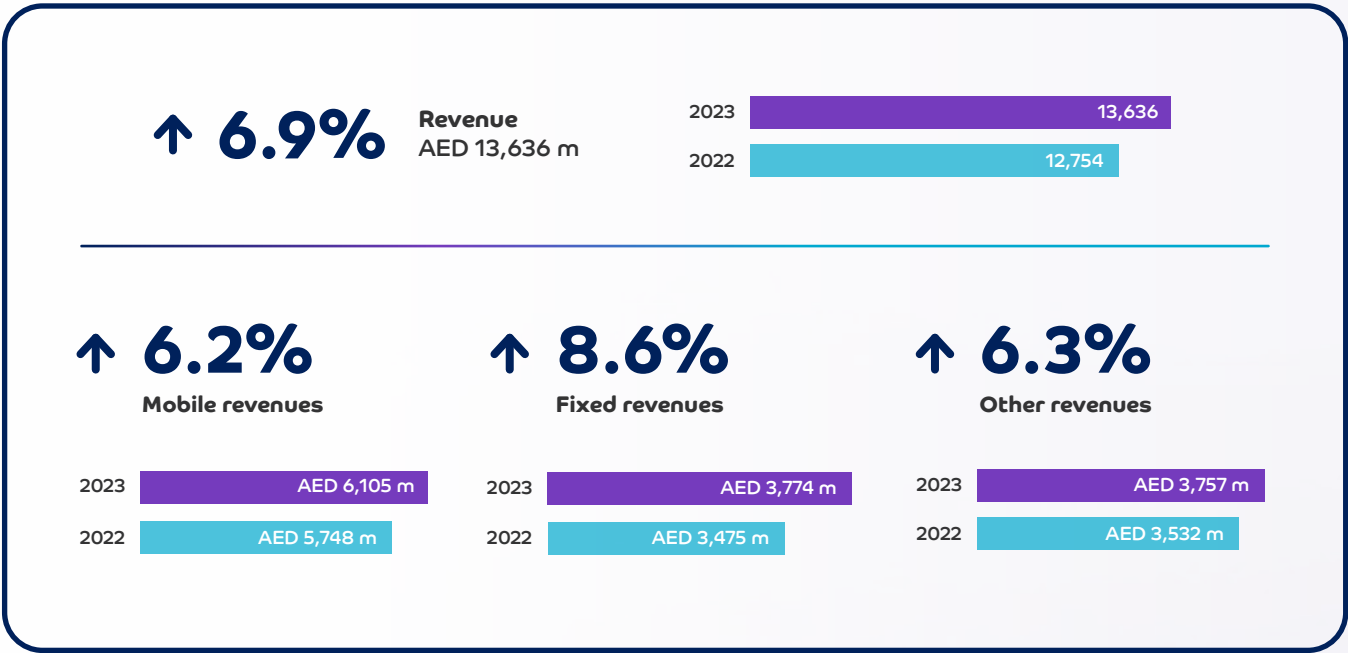 6.9%
Revenue
AED 13,636 m
2023
13,636
2022
12,754
6.2%
Mobile revenues
2023
AED 6,105 m
2022
AED 5,748 m
8.6%
Fixed revenues
2023
AED 3,774 m
2022
AED 3,475 m
6.3%
Other revenues
2023
AED 3,757 m
2022
AED 3,532 m